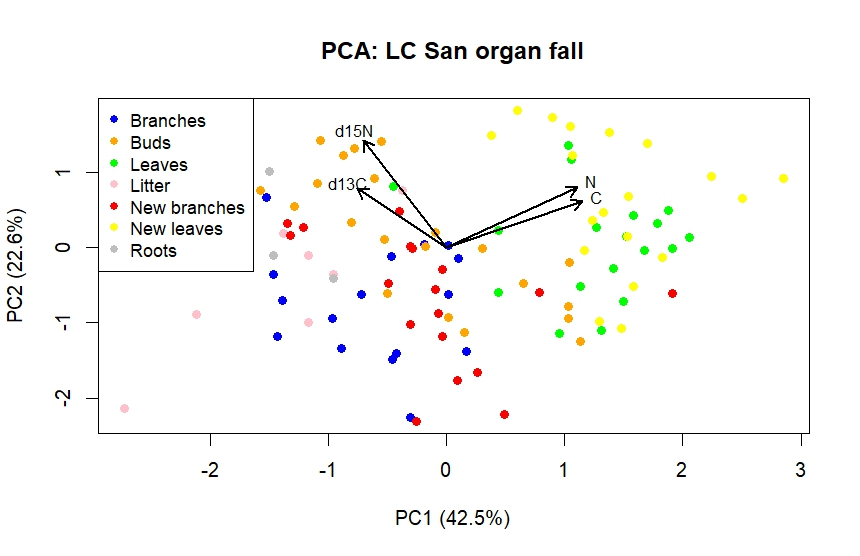 PCA: LC San organ fall
Branches
Buds
Leaves
Litter
New branches
New leaves
Roots
d15N
d13C
N
C
PC2 (22.6%)
1
0
-1
-2
-2
-1
0
1
2
3
PC1 (42.5%)